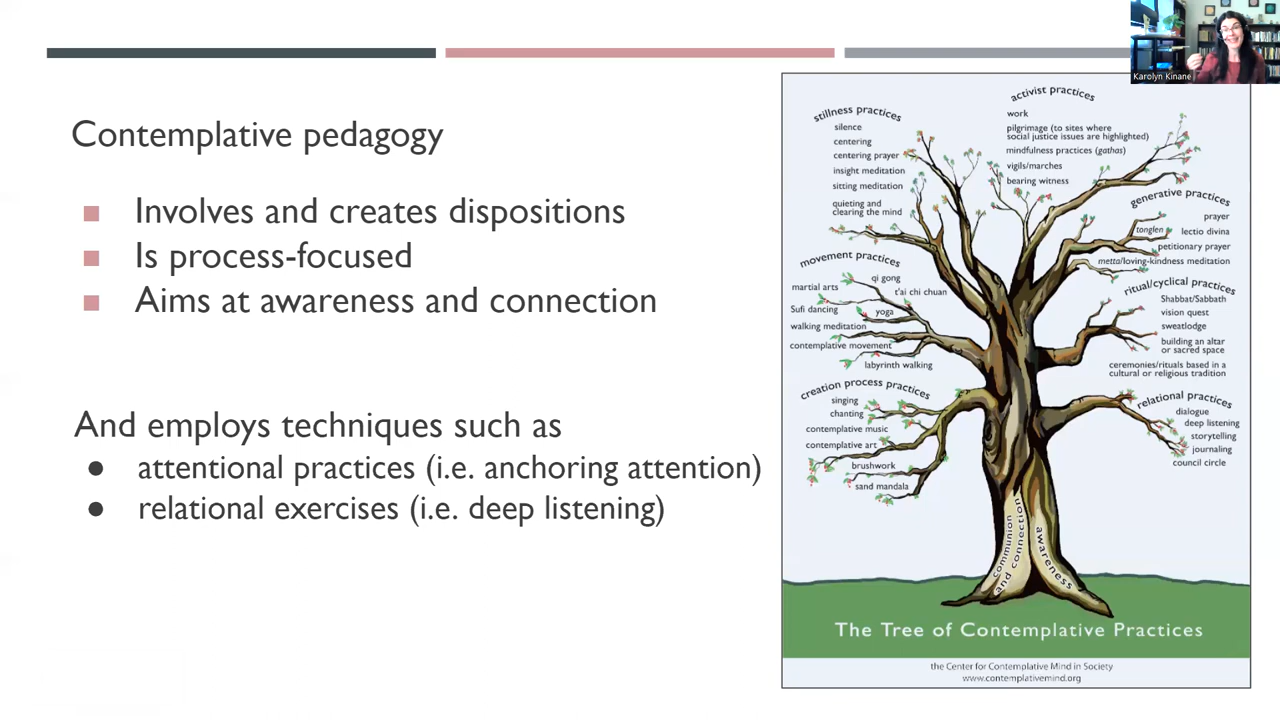 Contemplative pedagogy
Involves and creates dispositions
Is process-focused
Aims at awareness and connection
And employs techniques such as
attentional practices (i.e. anchoring attention)
relational exercises (i.e. deep listening)
Karolyn Kinane
stillness practices
silence
centering
centering prayer
insight meditation
sitting meditation
quieting and
clearing the mind
activist practices
work
pilgrimage (to sites where
social justice issues are highlighted)
mindfulness practices (gathas)
vigils/marches
bearing witness
generative practices
prayer
tonglen
lectio divina
petitionary prayer
metta/loving-kindness meditation
movement practices
qi gong
martial arts
t'ai chi chuan
Sufi dancing
yoga
walking meditation
contemplative movement
labyrinth walking
ritual/cyclical practices
Shabbat/Sabbath
vision quest
sweatlodge
building an altar
or sacred space
ceremonies/rituals based in a
cultural or religious tradition
creation process practices
singing
chanting
contemplative music
contemplative art
brushwork
sand mandala
relational practices
dialogue
deep listening
storytelling
journaling
council circle
communion
and connection
awareness
The Tree of Contemplative Practices
the Center for Contemplative Mind in Society
www.contemplativemind.org